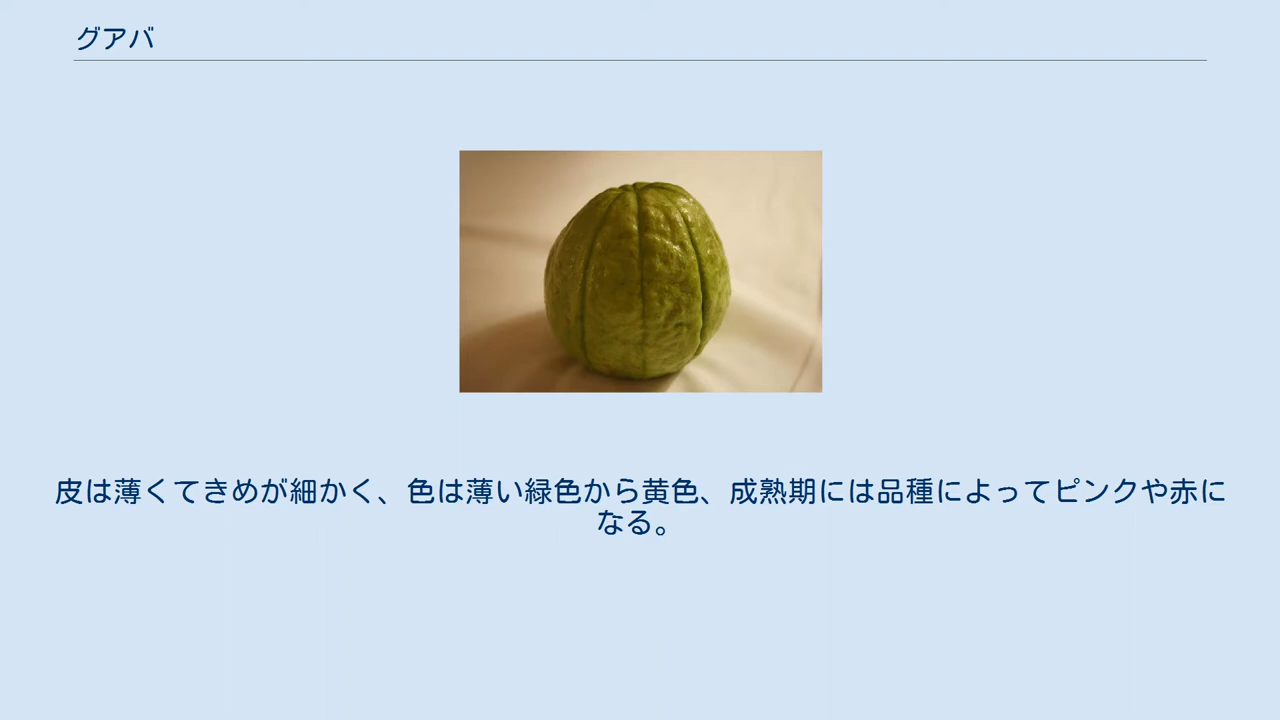 グアバ
皮は薄くてきめが細かく、色は薄い緑色から黄色、成熟期には品種によってピンクや赤に
なる。